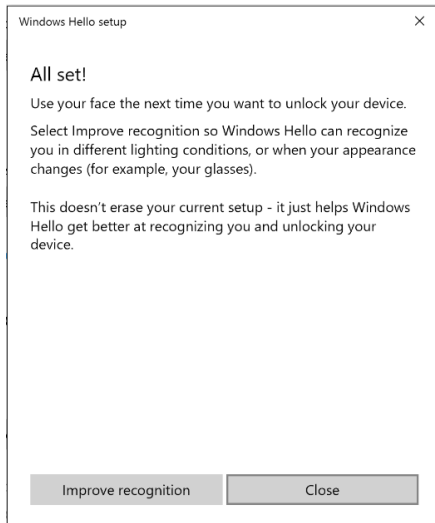 Windows Hello setup
All set!
Use your face the next time you want to unlock your device.
Select Improve recognition so Windows Hello can recognize
you in different lighting conditions, or when your appearance
changes (for example, your glasses).
This doesn't erase your current setup - it just helps Windows
Hello get better at recognizing you and unlocking your
device.
Improve recognition
Close